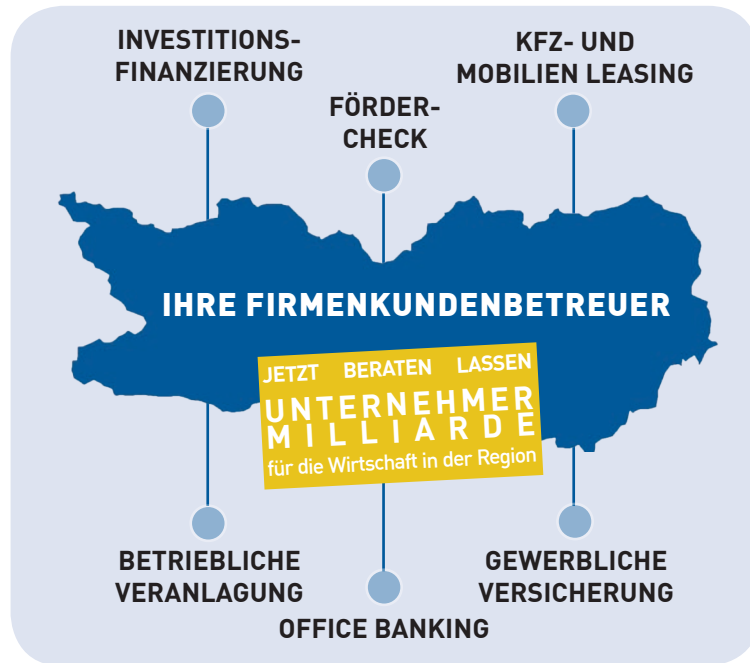 INVESTITIONS-
FINANZIERUNG
KFZ- UND
MOBILIEN LEASING
FÖRDER-
CHECK
IHRE FIRMENKUNDENBETREUER
JETZT BERATEN LASSEN
UNTERNEHMER
MILLIARDE
für die Wirtschaft in der Region
BETRIEBLICHE
VERANLAGUNG
GEWERBLICHE
VERSICHERUNG
OFFICE BANKING